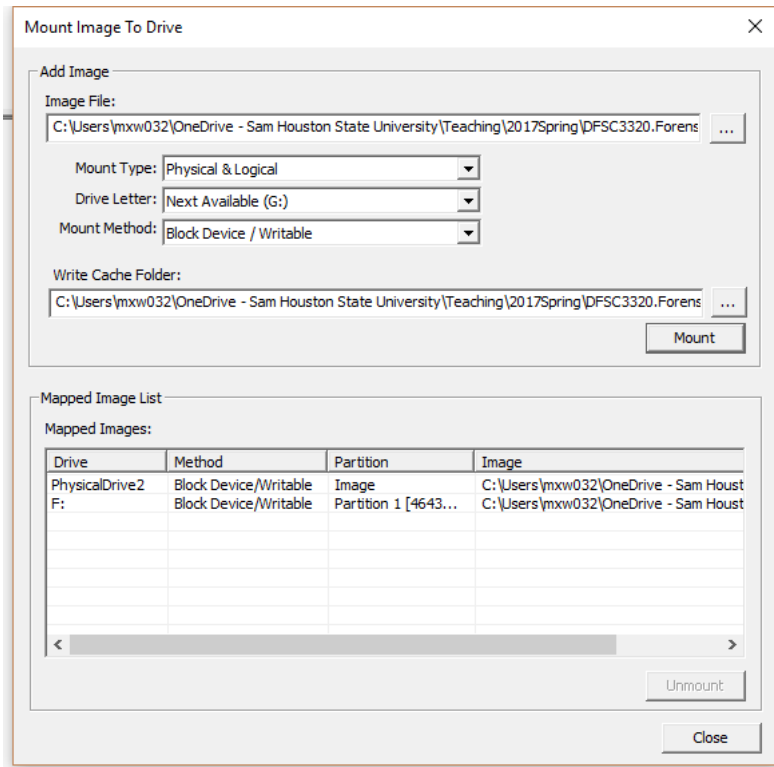 Mount Image To Drive
Add Image
Image File:
C:\Users\mxw032\OneDrive - Sam Houston State University\Teaching\2017Spring\DFSC3320.Forens ...
Mount Type: Physical & Logical
Drive Letter: Next Available (G:)
Mount Method: Block Device / Writable
Write Cache Folder:
C:\Users\mxw032\OneDrive - Sam Houston State University\Teaching\2017Spring\DFSC3320.Forens ...
Mount
Mapped Image List
Mapped Images:
Drive Method Partition Image
PhysicalDrive2 Block Device/Writable Image C:\Users\mxw032\OneDrive - Sam Houst
F: Block Device/Writable Partition 1 [4643... C:\Users\mxw032\OneDrive - Sam Houst
Unmount
Close